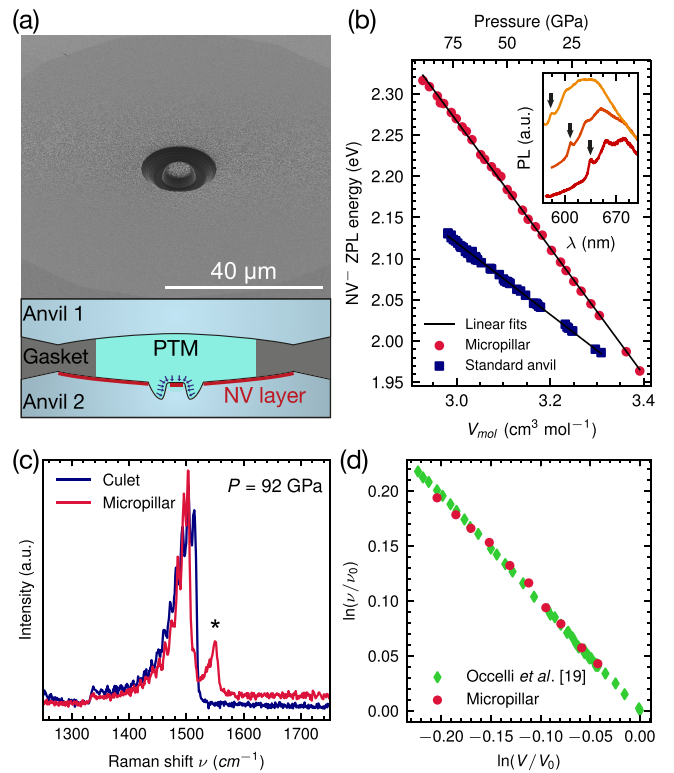 (a)
40 μm
Anvil 1
Gasket
PTM
NV layer
Anvil 2
(b)
Pressure (GPa)
75 50 25
2.30
2.25
2.20
2.15
2.10
2.05
2.00
1.95
NV⁻ ZPL energy (eV)
PL (a.u.)
600 670
λ (nm)
Linear fits
Micropillar
Standard anvil
3.0 3.2 3.4
Vmol (cm³ mol⁻¹)
(c)
Culet
Micropillar
P = 92 GPa
*
Intensity (a.u.)
1300 1400 1500 1600 1700
Raman shift ν (cm⁻¹)
(d)
0.20
0.15
0.10
0.05
0.00
ln(ν/ν₀)
Occelli et al. [19]
Micropillar
−0.20 −0.15 −0.10 −0.05 0.00
ln(V/V₀)